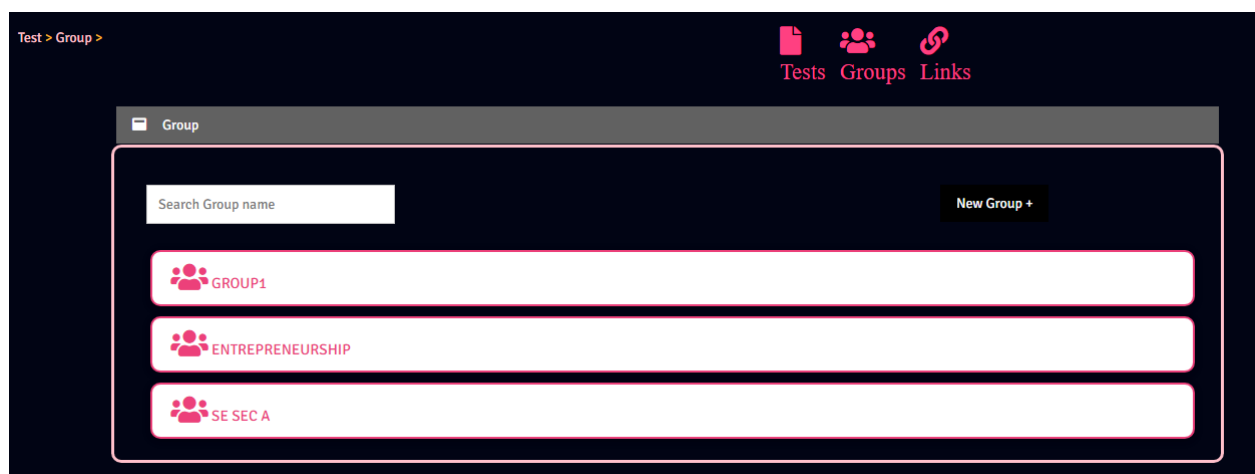 Test > Group >
Tests Groups Links
Group
Search Group name
New Group +
GROUP1
ENTREPRENEURSHIP
SE SEC A